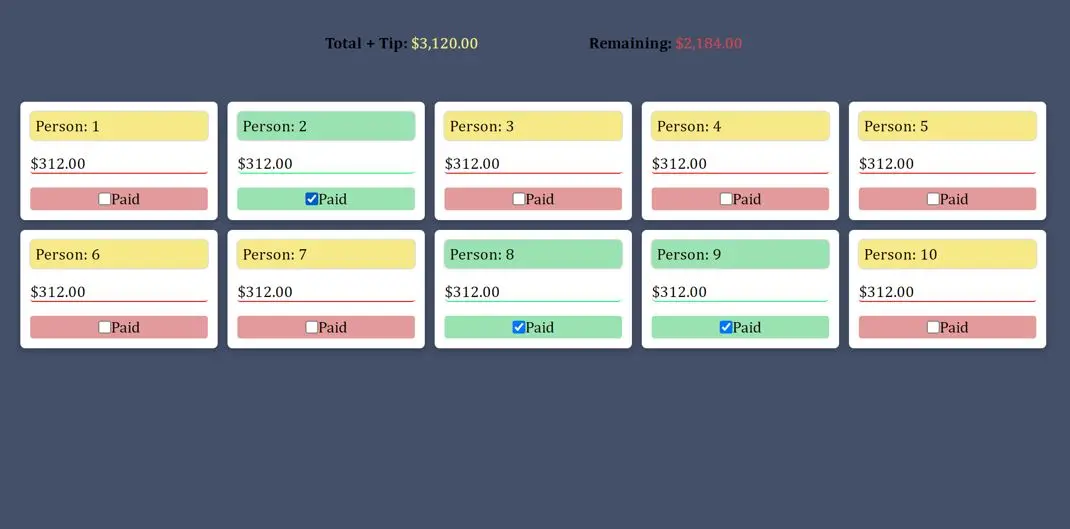 Total + Tip: $3,120.00 Remaining: $2,184.00
Person: 1 Person: 2 Person: 3 Person: 4 Person: 5
$312.00 $312.00 $312.00 $312.00 $312.00
Paid Paid Paid Paid Paid
Person: 6 Person: 7 Person: 8 Person: 9 Person: 10
$312.00 $312.00 $312.00 $312.00 $312.00
Paid Paid Paid Paid Paid